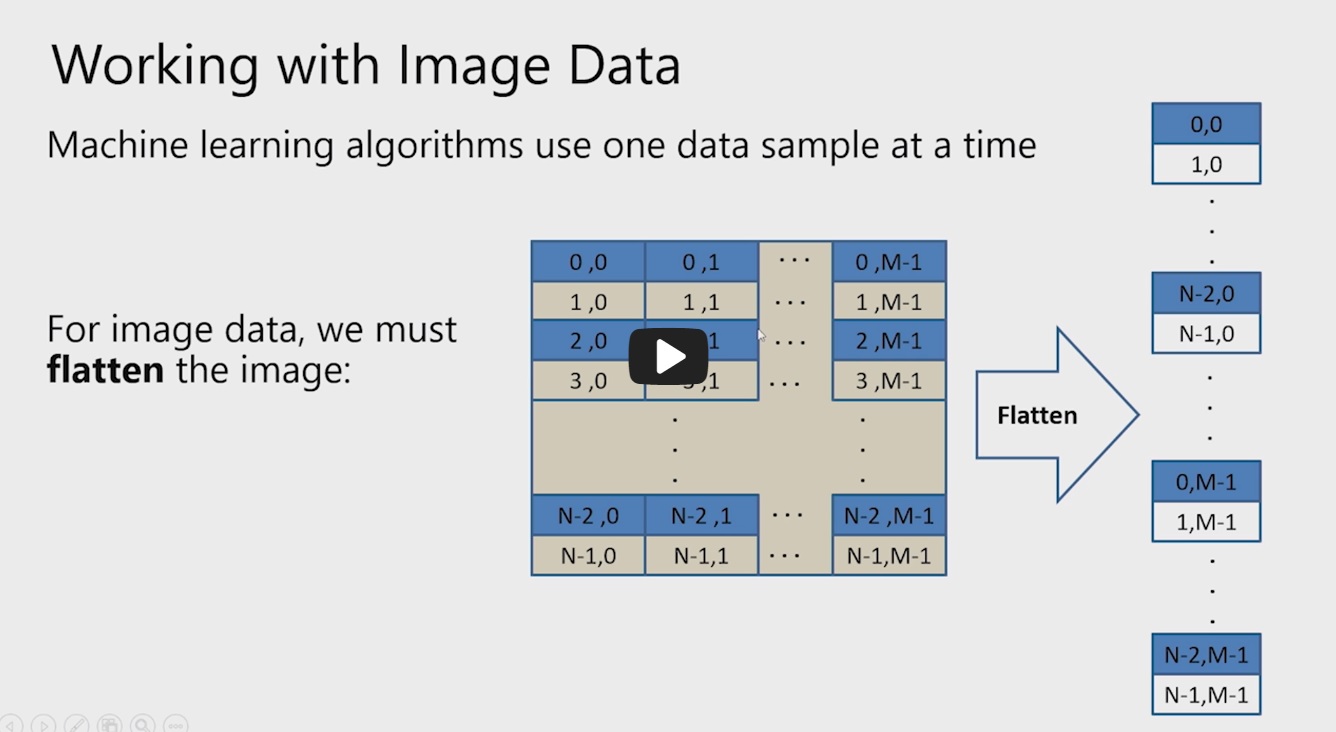 Working with Image Data
Machine learning algorithms use one data sample at a time
For image data, we must
flatten the image:
0 ,0 0 ,1 ... 0 ,M-1
1 ,0 1 ,1 ... 1 ,M-1
2 ,0 1 ... 2 ,M-1
3 ,0 ,1 ... 3 ,M-1
N-2 ,0 N-2 ,1 ... N-2 ,M-1
N-1,0 N-1,1 ... N-1,M-1
Flatten
0,0
1,0
N-2,0
N-1,0
0,M-1
1,M-1
N-2,M-1
N-1,M-1